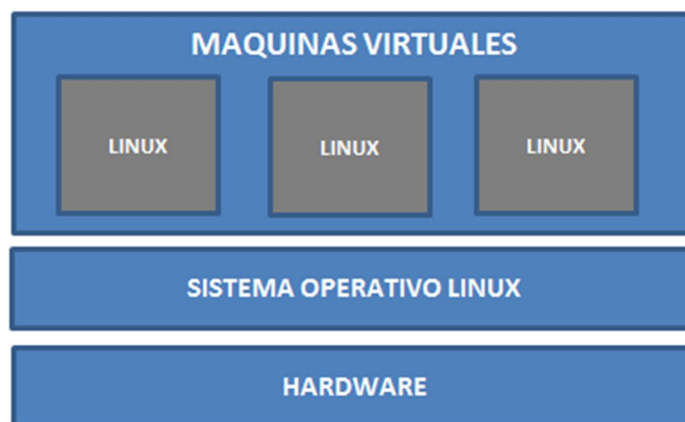 MAQUINAS VIRTUALES
LINUX
LINUX
LINUX
SISTEMA OPERATIVO LINUX
HARDWARE